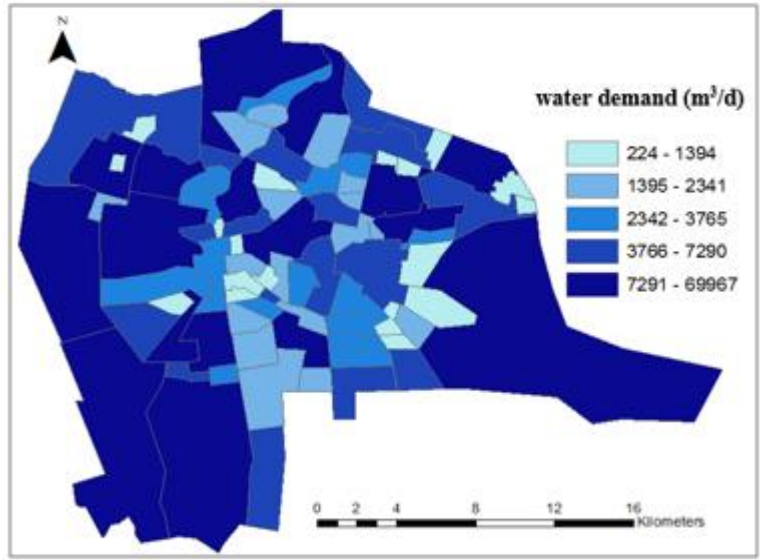 N
water demand (m³/d)
224 - 1394
1395 - 2341
2342 - 3765
3766 - 7290
7291 - 69967
0 2 4 8 12 16
Kilometers